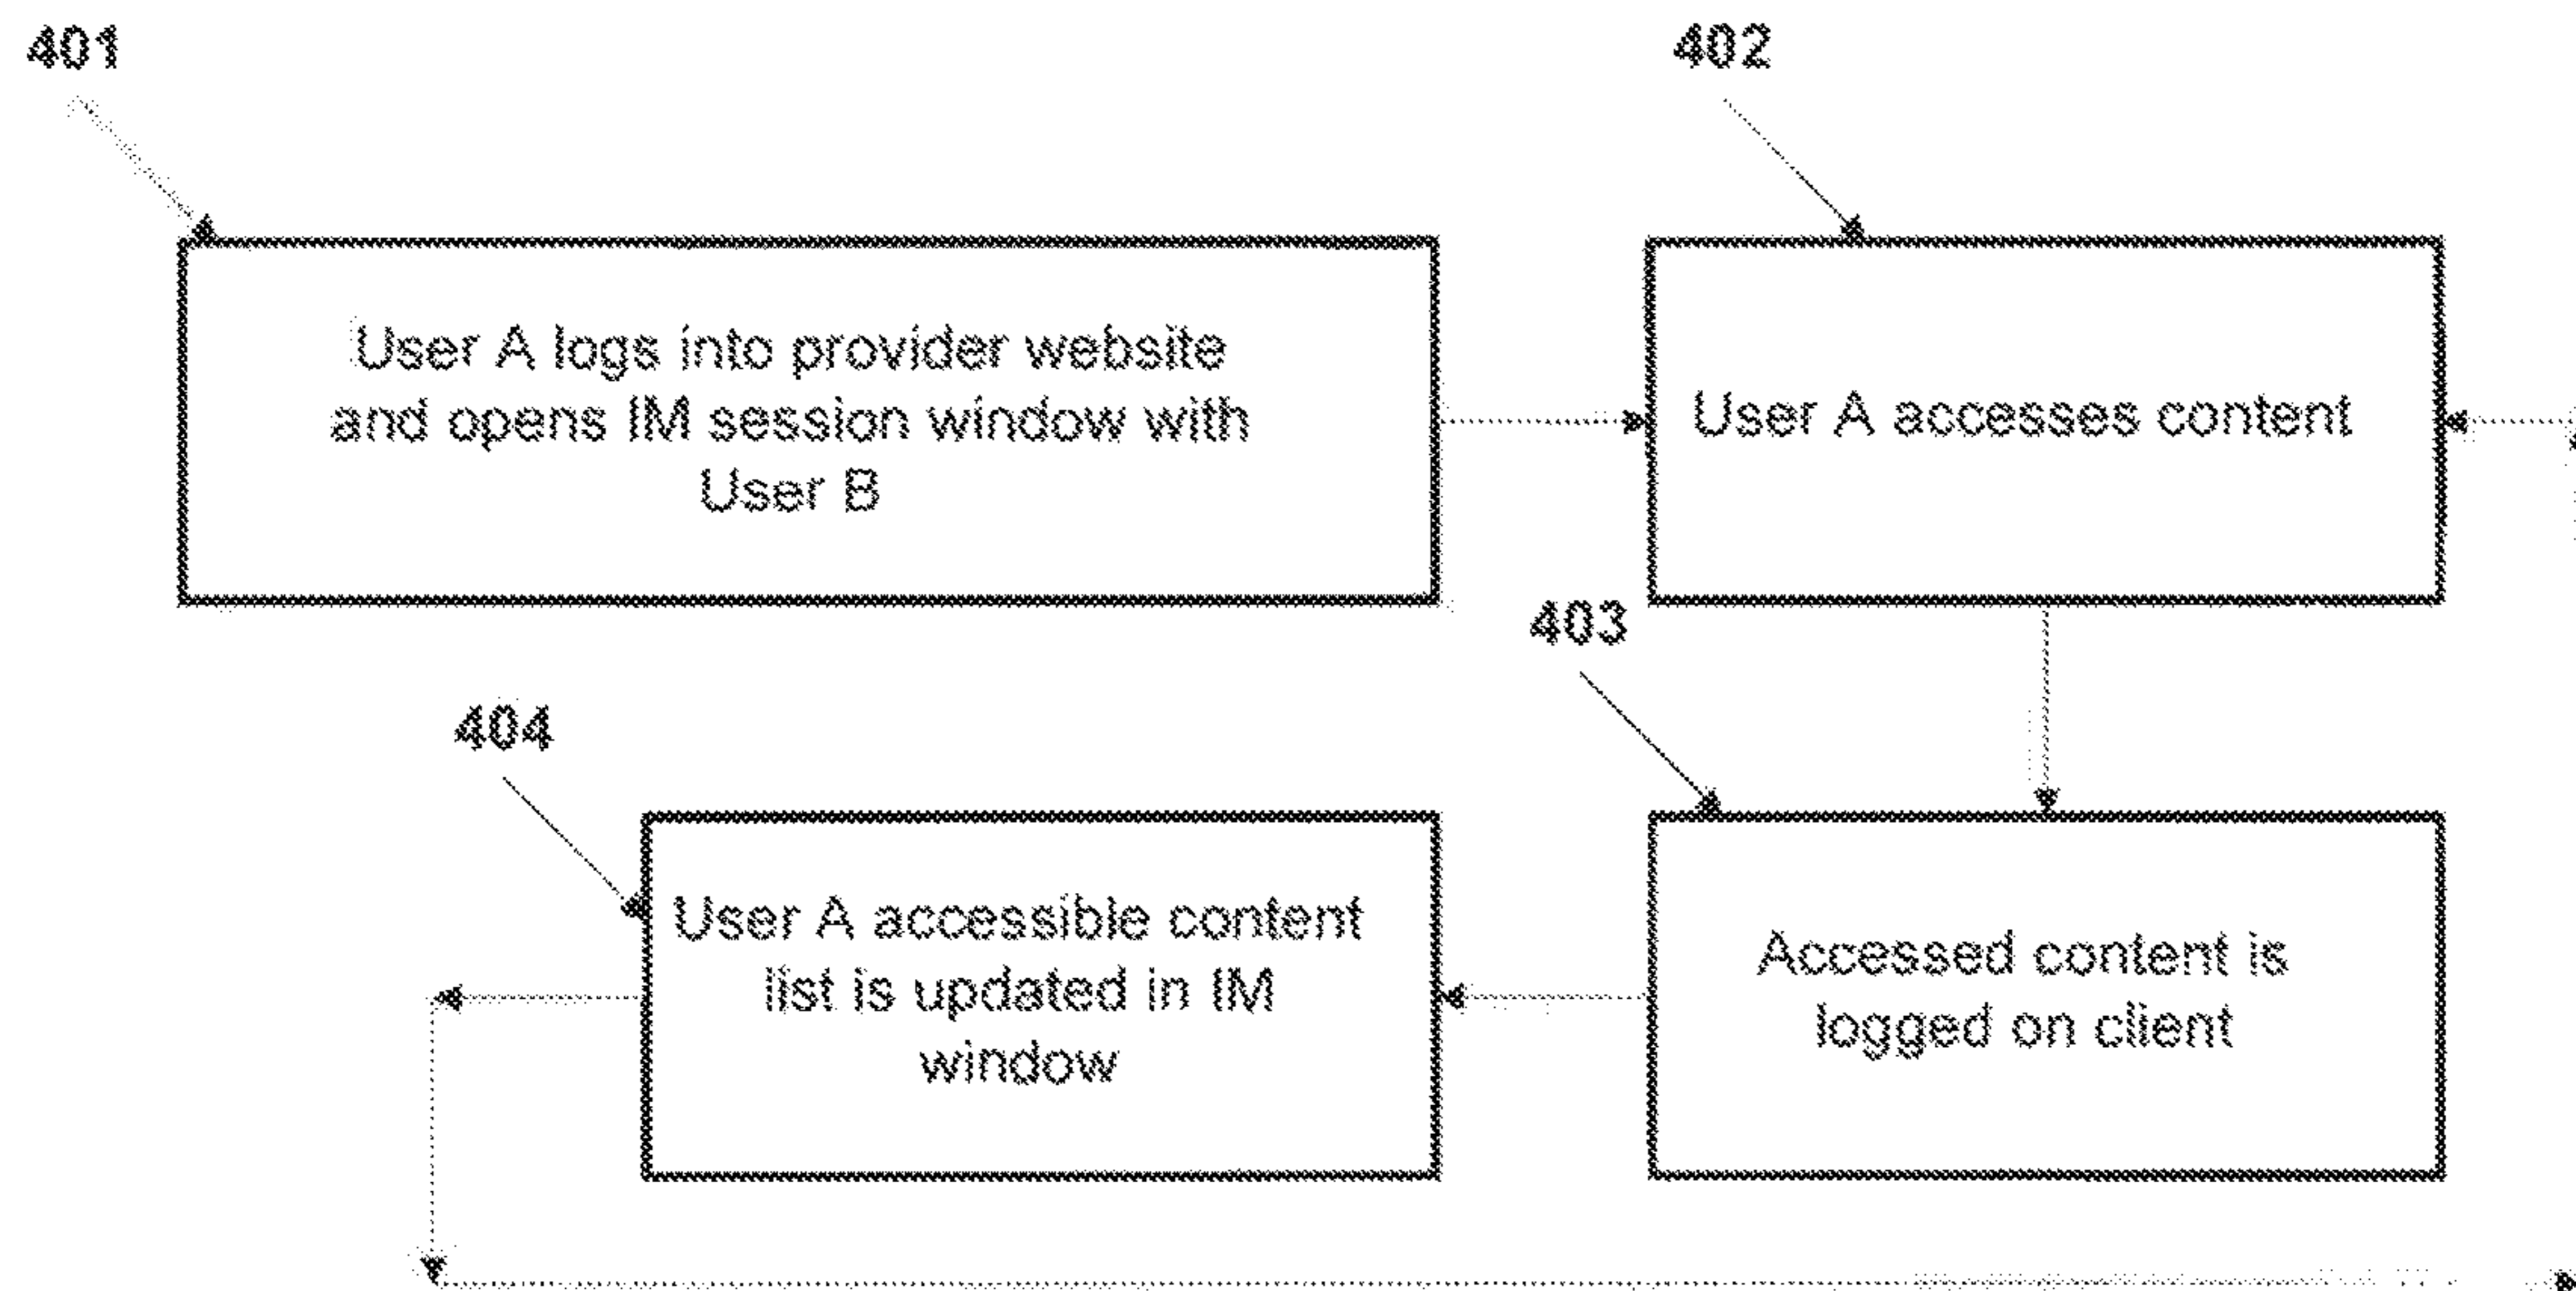 401
402
User A logs into provider website
and opens IM session window with
User B
User A accesses content
403
404
User A accessible content
list is updated in IM
window
Accessed content is
logged on client